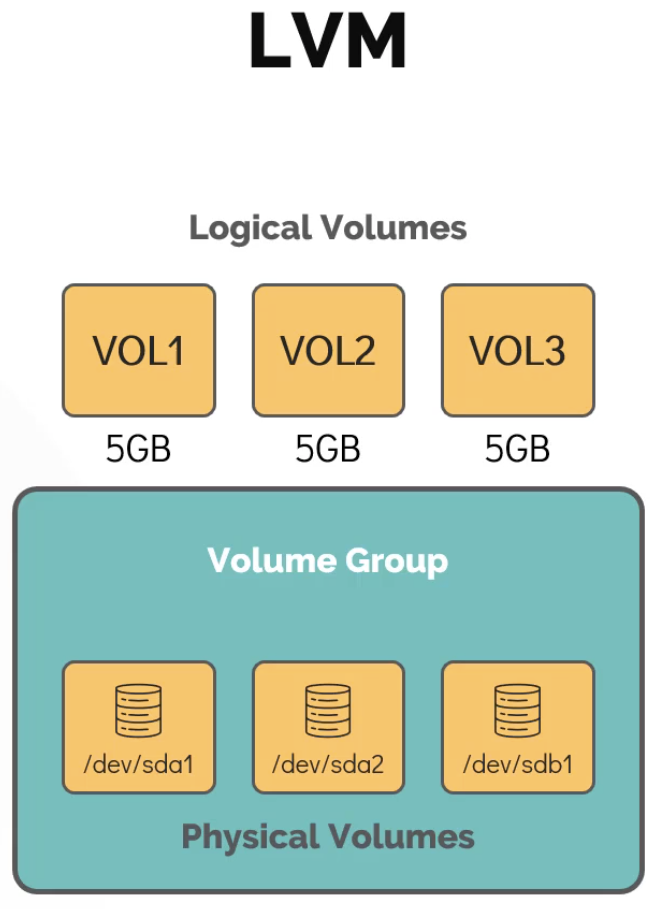 LVM
Logical Volumes
VOL1 VOL2 VOL3
5GB 5GB 5GB
Volume Group
/dev/sda1 /dev/sda2 /dev/sdb1
Physical Volumes